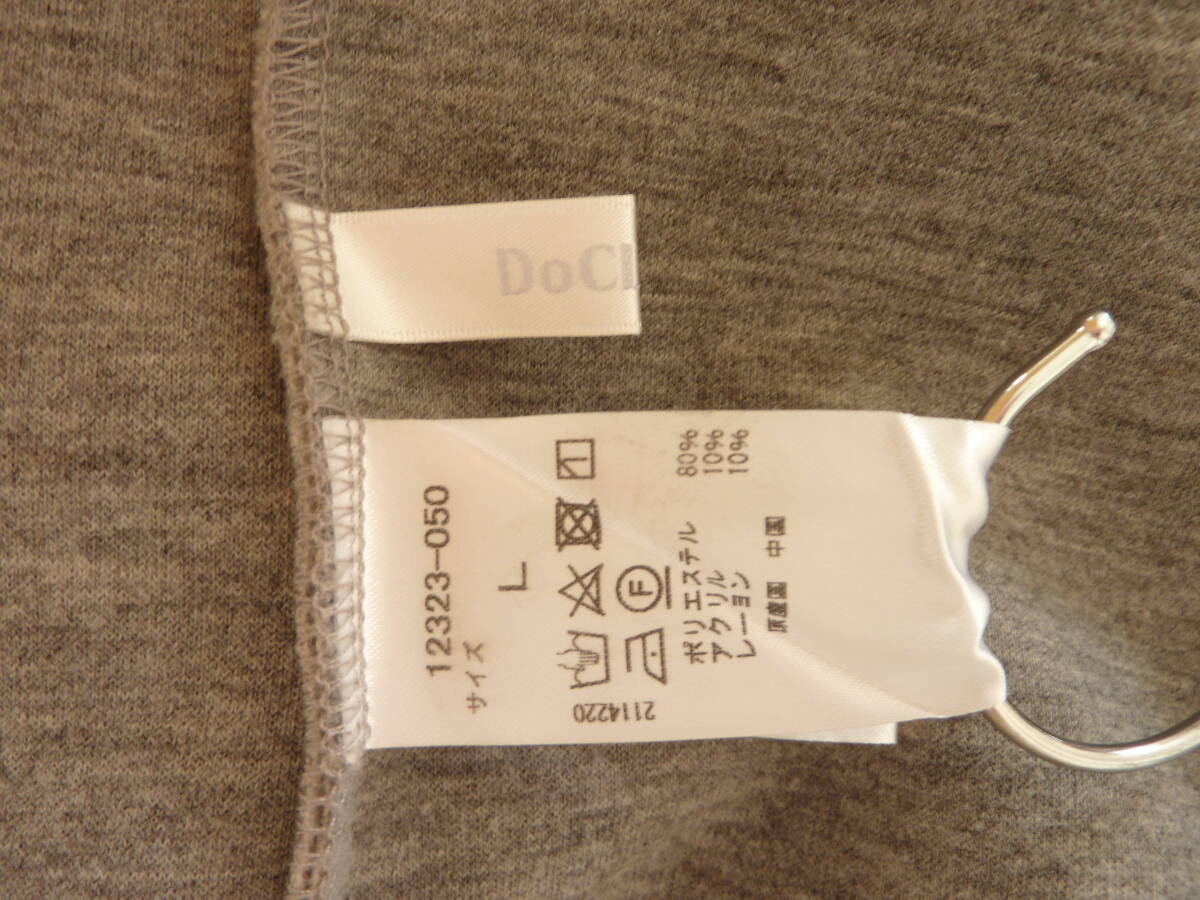 DoCl
12323-050
サイズ
L
2114220
F
ポリエステル 80%
アクリル 10%
レーヨン 10%
原産国 中国